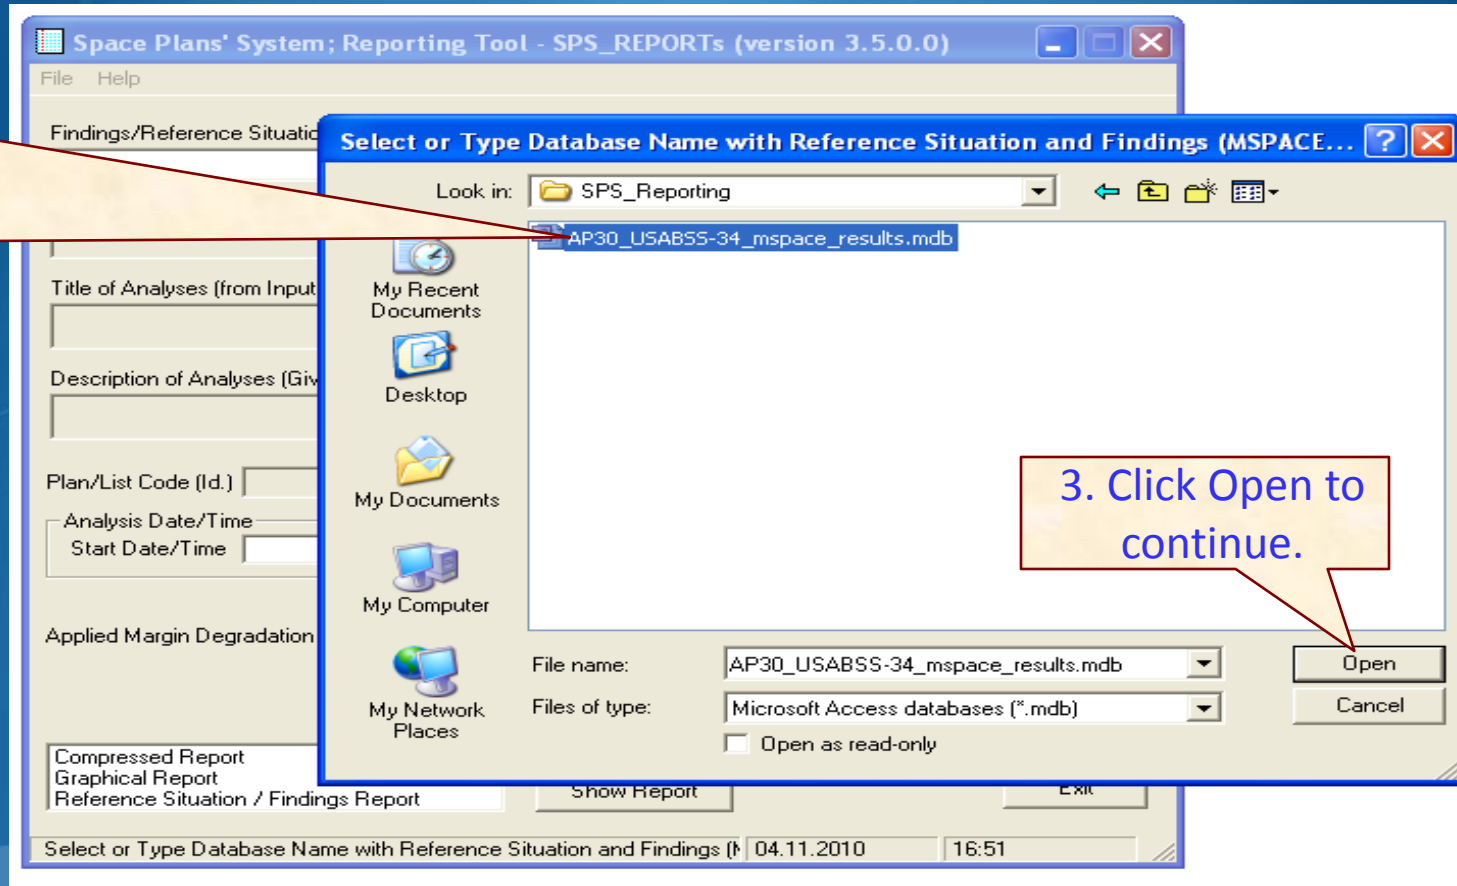 Space Plans' System; Reporting Tool - SPS_REPORTs (version 3.5.0.0)
File Help
Findings/Reference Situatio
Select or Type Database Name with Reference Situation and Findings (MSPACE...
Look in: SPS_Reporting
AP30_USABSS-34_mspace_results.mdb
My Recent
Documents
Desktop
My Documents
My Computer
My Network
Places
Title of Analyses (from Input
Description of Analyses (Giv
Plan/List Code (Id.)
Analysis Date/Time
Start Date/Time
Applied Margin Degradation
3. Click Open to
continue.
File name: AP30_USABSS-34_mspace_results.mdb Open
Files of type: Microsoft Access databases (*.mdb) Cancel
Open as read-only
Compressed Report
Graphical Report
Reference Situation / Findings Report
Show Report Exit
Select or Type Database Name with Reference Situation and Findings (M 04.11.2010 16:51